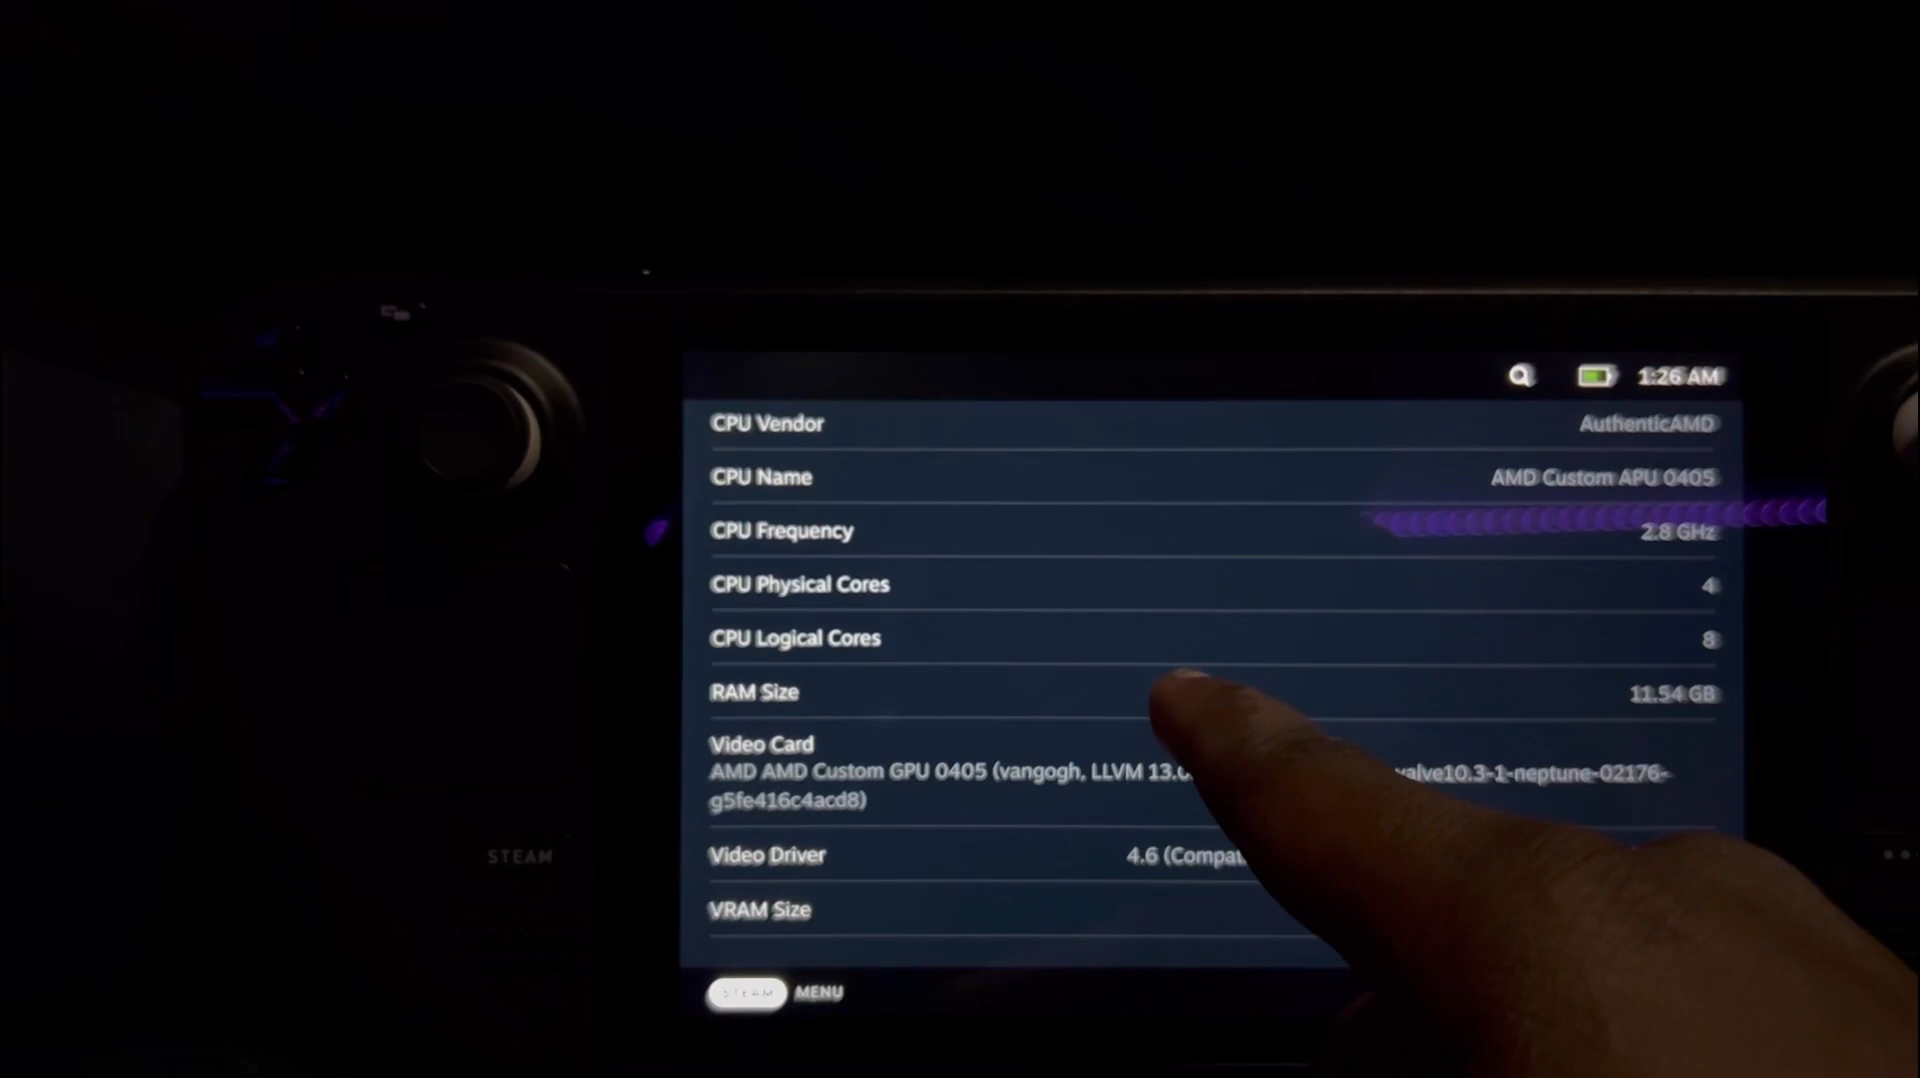 1:26 AM
CPU Vendor AuthenticAMD
CPU Name AMD Custom APU 0405
CPU Frequency 2.8 GHz
CPU Physical Cores 4
CPU Logical Cores 8
RAM Size 11.54 GB
Video Card
AMD AMD Custom GPU 0405 (vangogh, LLVM 13.0 valve10.3-1-neptune-02176-
g5fe416c4acd8)
Video Driver 4.6 (Compat
VRAM Size
STEAM
STEAM MENU